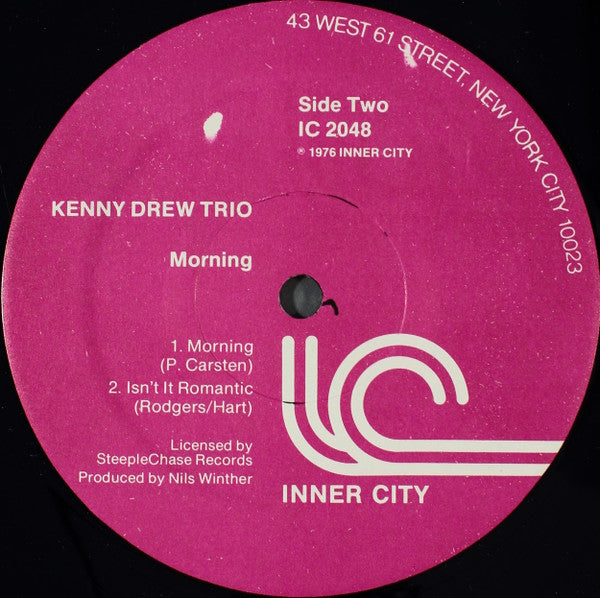 43 WEST 61 STREET, NEW YORK CITY 10023
Side Two
IC 2048
℗ 1976 INNER CITY
KENNY DREW TRIO
Morning
1. Morning
(P. Carsten)
2. Isn't It Romantic
(Rodgers/Hart)
Licensed by
SteepleChase Records
Produced by Nils Winther
IC
INNER CITY